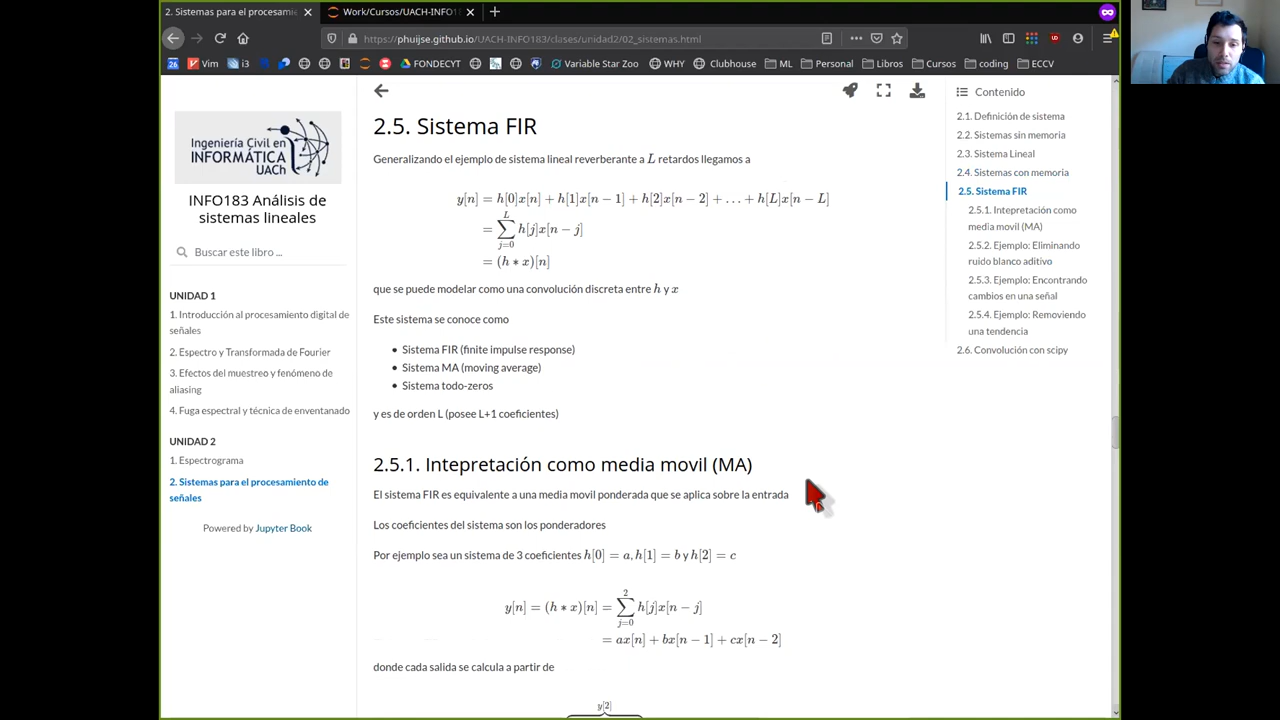 2. Sistemas para el procesamie
Work/Cursos/UACH-INFO1
https://phuijse.github.io/UACH-INFO183/clases/unidad2/02_sistemas.html
26
Vim
i3
FONDECYT
Variable Star Zoo
WHY
Clubhouse
ML
Personal
Libros
Cursos
coding
ECCV
Ingeniería Civil en
INFORMÁTICA
UACh
INFO183 Análisis de
sistemas lineales
Buscar este libro ...
UNIDAD 1
1. Introducción al procesamiento digital de
señales
2. Espectro y Transformada de Fourier
3. Efectos del muestreo y fenómeno de
aliasing
4. Fuga espectral y técnica de enventanado
UNIDAD 2
1. Espectrograma
2. Sistemas para el procesamiento de
señales
Powered by Jupyter Book
2.5. Sistema FIR
Generalizando el ejemplo de sistema lineal reverberante a L retardos llegamos a
y[n] = h[0]x[n] + h[1]x[n − 1] + h[2]x[n − 2] + . . . + h[L]x[n − L]
= ∑_{j=0}^{L} h[j]x[n − j]
= (h ∗ x)[n]
que se puede modelar como una convolución discreta entre h y x
Este sistema se conoce como
• Sistema FIR (finite impulse response)
• Sistema MA (moving average)
• Sistema todo-zeros
y es de orden L (posee L+1 coeficientes)
2.5.1. Intepretación como media movil (MA)
El sistema FIR es equivalente a una media movil ponderada que se aplica sobre la entrada
Los coeficientes del sistema son los ponderadores
Por ejemplo sea un sistema de 3 coeficientes h[0] = a, h[1] = b y h[2] = c
y[n] = (h ∗ x)[n] = ∑_{j=0}^{2} h[j]x[n − j]
= ax[n] + bx[n − 1] + cx[n − 2]
donde cada salida se calcula a partir de
y[2]
Contenido
2.1. Definición de sistema
2.2. Sistemas sin memoria
2.3. Sistema Lineal
2.4. Sistemas con memoria
2.5. Sistema FIR
2.5.1. Intepretación como
media movil (MA)
2.5.2. Ejemplo: Eliminando
ruido blanco aditivo
2.5.3. Ejemplo: Encontrando
cambios en una señal
2.5.4. Ejemplo: Removiendo
una tendencia
2.6. Convolución con scipy